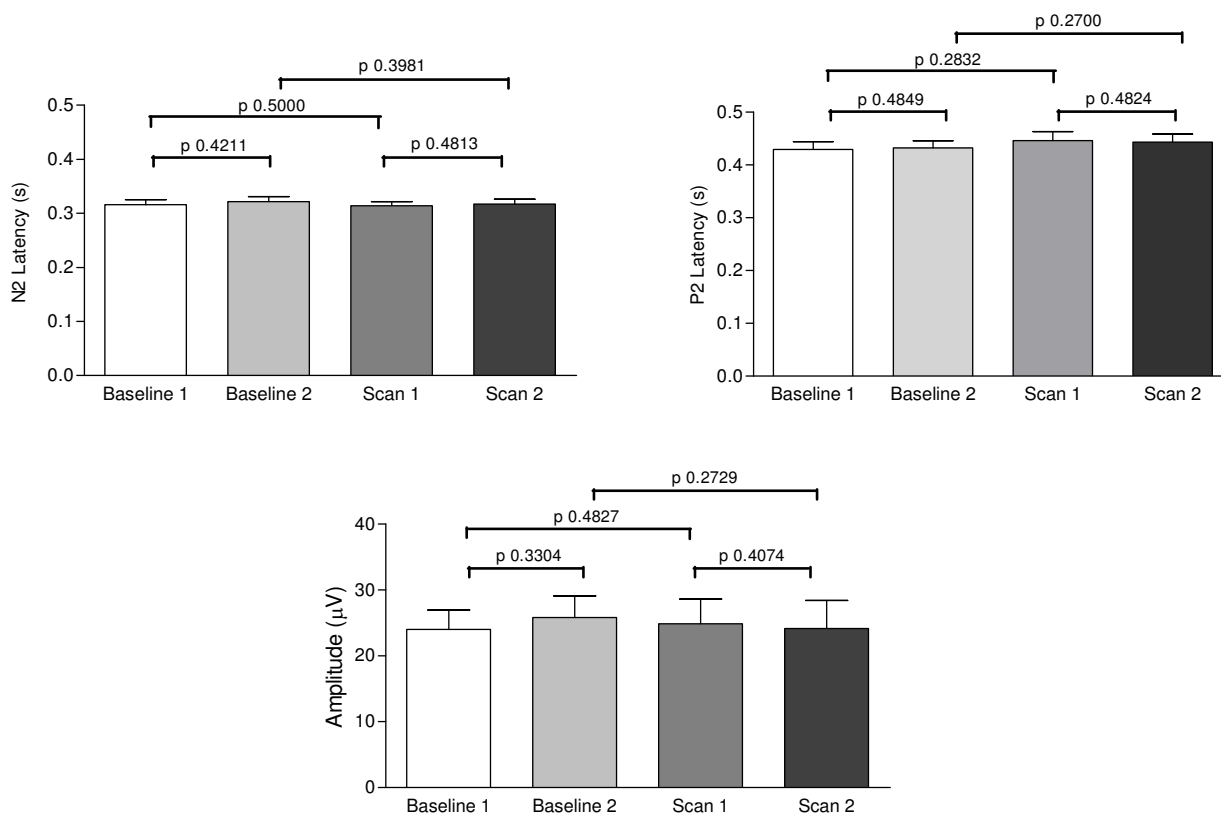 p 0.3981
p 0.5000
p 0.4211
p 0.4813
N2 Latency (s)
0.5
0.4
0.3
0.2
0.1
0.0
Baseline 1 Baseline 2 Scan 1 Scan 2
p 0.2700
p 0.2832
p 0.4849
p 0.4824
P2 Latency (s)
0.5
0.4
0.3
0.2
0.1
0.0
Baseline 1 Baseline 2 Scan 1 Scan 2
p 0.2729
p 0.4827
p 0.3304
p 0.4074
Amplitude (μV)
40
30
20
10
0
Baseline 1 Baseline 2 Scan 1 Scan 2